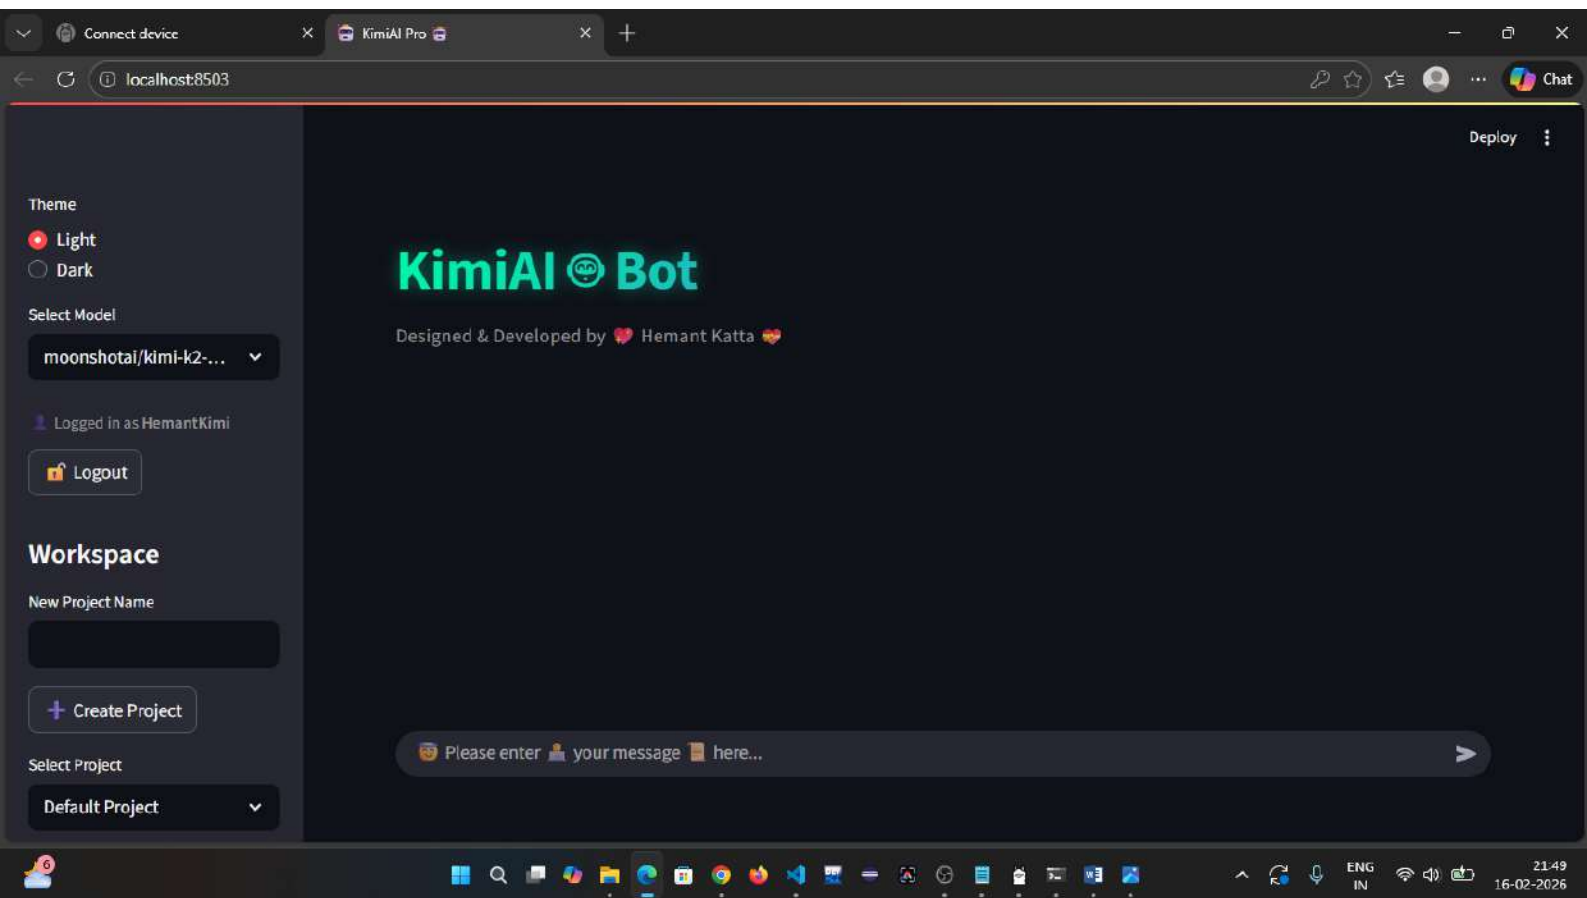 Connect device
KimiAI Pro
localhost:8503
Chat
Deploy
Theme
Light
Dark
Select Model
moonshotai/kimi-k2-...
Logged in as HemantKimi
Logout
Workspace
New Project Name
Create Project
Select Project
Default Project
KimiAI Bot
Designed & Developed by 💖 Hemant Katta 💝
Please enter your message here...
6
ENG
IN
21:49
16-02-2026